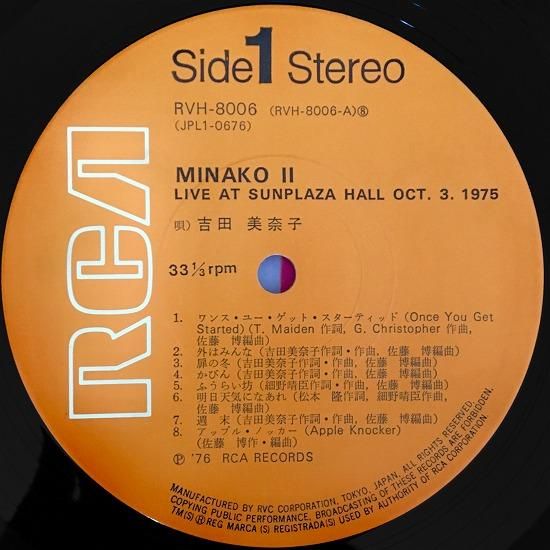 Side 1 Stereo
RVH-8006 (RVH-8006-A)Ⓡ
(JPL1-0676)
RCA
MINAKO II
LIVE AT SUNPLAZA HALL OCT. 3. 1975
唄) 吉田 美奈子
33 1/3 rpm
1. ワンス・ユー・ゲット・スターティッド (Once You Get
Started) (T. Maiden 作詞, G. Christopher 作曲,
佐藤 博編曲)
2. 外はみんな (吉田美奈子作詞・作曲, 佐藤 博編曲)
3. 扉の冬 (吉田美奈子作詞・作曲, 佐藤 博編曲)
4. かびん (吉田美奈子作詞・作曲, 佐藤 博編曲)
5. ふうらい坊 (細野晴臣作詞・作曲, 佐藤 博編曲)
6. 明日天気になあれ (松本 隆作詞, 細野晴臣作曲,
佐藤 博編曲)
7. 週 末 (吉田美奈子作詞・作曲, 佐藤 博編曲)
8. アップル・ノッカー (Apple Knocker)
(佐藤 博作・編曲)
Ⓟ '76 RCA RECORDS
MANUFACTURED BY RVC CORPORATION, TOKYO, JAPAN. ALL RIGHTS RESERVED.
COPYING PUBLIC PERFORMANCE, BROADCASTING OF THESE RECORDS ARE FORBIDDEN.
TM(S) Ⓡ REG MARCA (S) REGISTRADA(S) USED BY AUTHORITY OF RCA CORPORATION